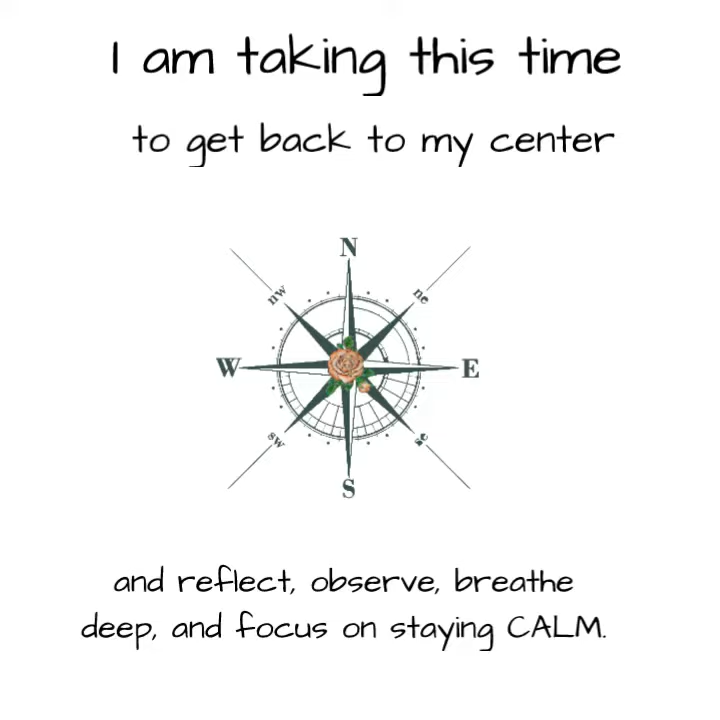 I am taking this time
to get back to my center
N
nw
ne
W
E
sw
se
S
and reflect, observe, breathe
deep, and focus on staying CALM.